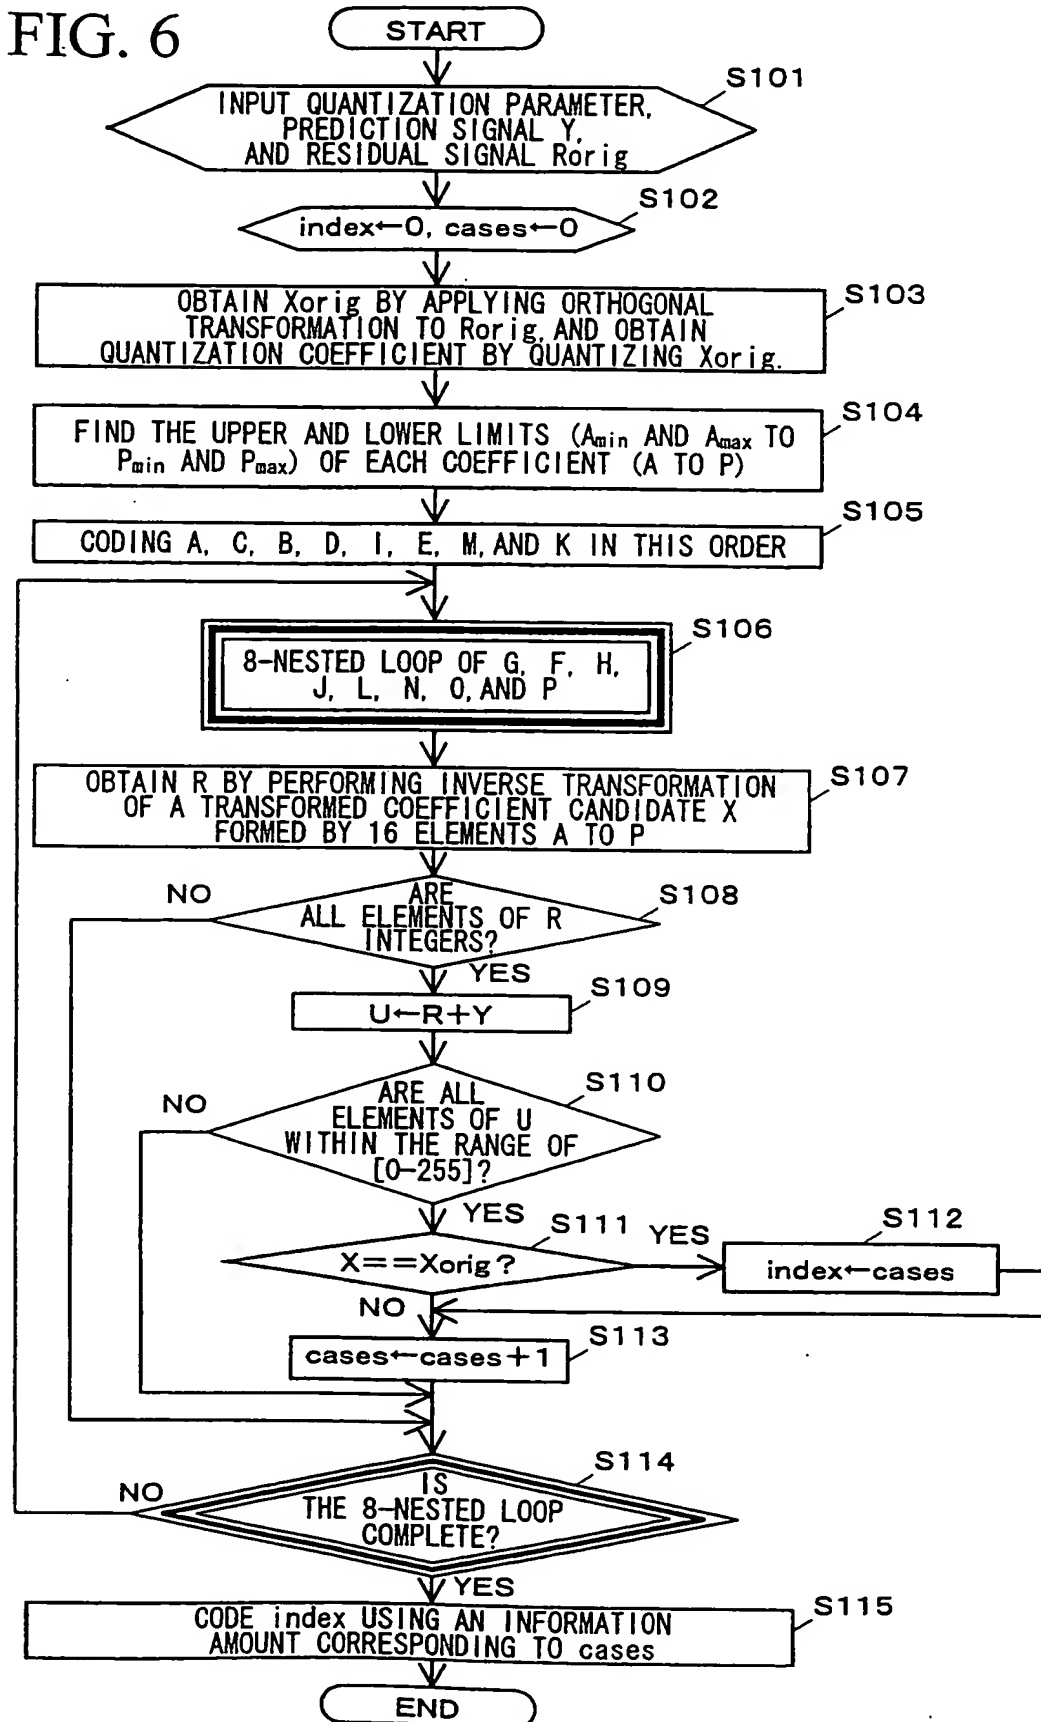 FIG. 6
START
S101
INPUT QUANTIZATION PARAMETER,
PREDICTION SIGNAL Y,
AND RESIDUAL SIGNAL Rorig
S102
index←0, cases←0
S103
OBTAIN Xorig BY APPLYING ORTHOGONAL
TRANSFORMATION TO Rorig, AND OBTAIN
QUANTIZATION COEFFICIENT BY QUANTIZING Xorig.
S104
FIND THE UPPER AND LOWER LIMITS (Amin AND Amax TO
Pmin AND Pmax) OF EACH COEFFICIENT (A TO P)
S105
CODING A, C, B, D, I, E, M, AND K IN THIS ORDER
S106
8-NESTED LOOP OF G, F, H,
J, L, N, O, AND P
S107
OBTAIN R BY PERFORMING INVERSE TRANSFORMATION
OF A TRANSFORMED COEFFICIENT CANDIDATE X
FORMED BY 16 ELEMENTS A TO P
NO
S108
ARE
ALL ELEMENTS OF R
INTEGERS?
YES
S109
U←R+Y
S110
NO
ARE ALL
ELEMENTS OF U
WITHIN THE RANGE OF
[0-255]?
YES
S111
YES
S112
X==Xorig?
index←cases
NO
S113
cases←cases+1
S114
NO
IS
THE 8-NESTED LOOP
COMPLETE?
YES
S115
CODE index USING AN INFORMATION
AMOUNT CORRESPONDING TO cases
END